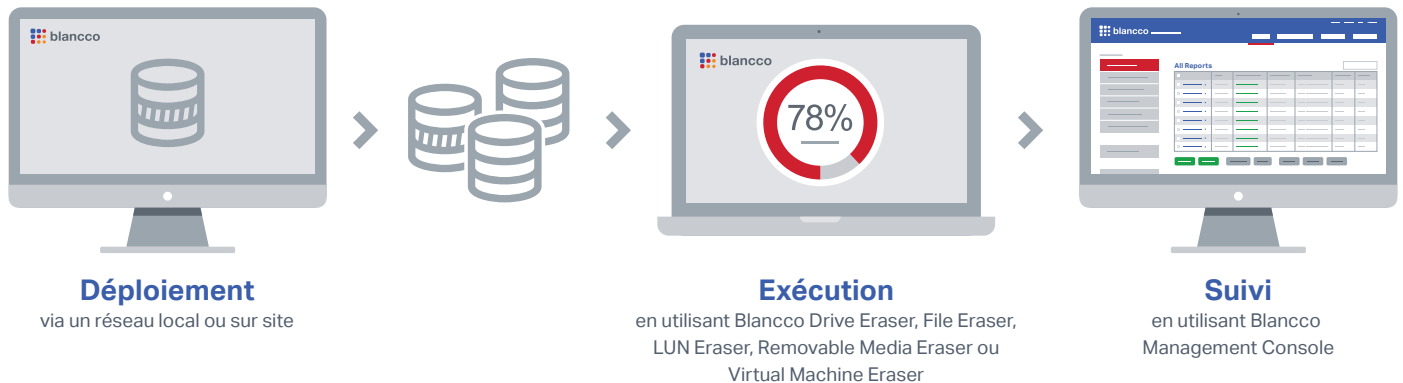 blancco
blancco
78%
blancco
All Reports
Déploiement
via un réseau local ou sur site
Exécution
en utilisant Blancco Drive Eraser, File Eraser,
LUN Eraser, Removable Media Eraser ou
Virtual Machine Eraser
Suivi
en utilisant Blancco
Management Console